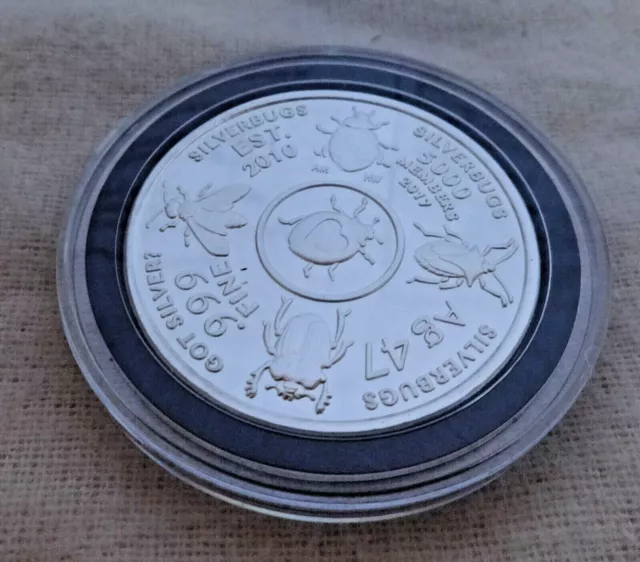 SILVERBUGS
EST.
2010
SILVERBUGS
5000
MEMBERS
2017
SILVERBUGS
Ag 47
GOT SILVER?
.999
FINE